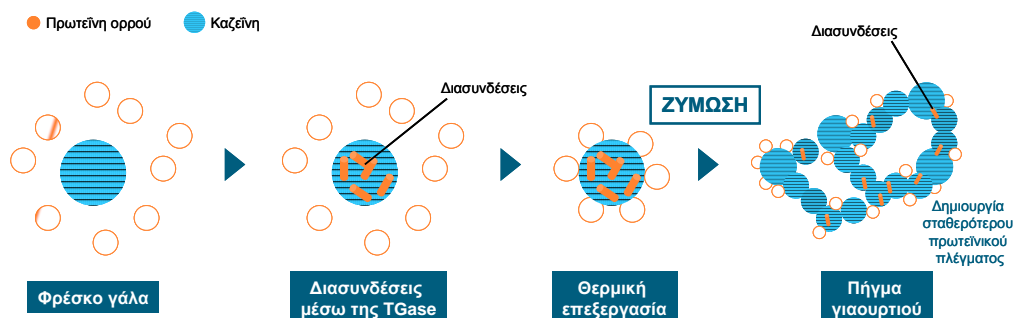 Πρωτεΐνη ορρού
Καζεΐνη
Διασυνδέσεις
Διασυνδέσεις
ΖΥΜΩΣΗ
Δημιουργία
σταθερότερου
πρωτεϊνικού
πλέγματος
Φρέσκο γάλα
Διασυνδέσεις
μέσω της TGase
Θερμική
επεξεργασία
Πήγμα
γιαουρτιού